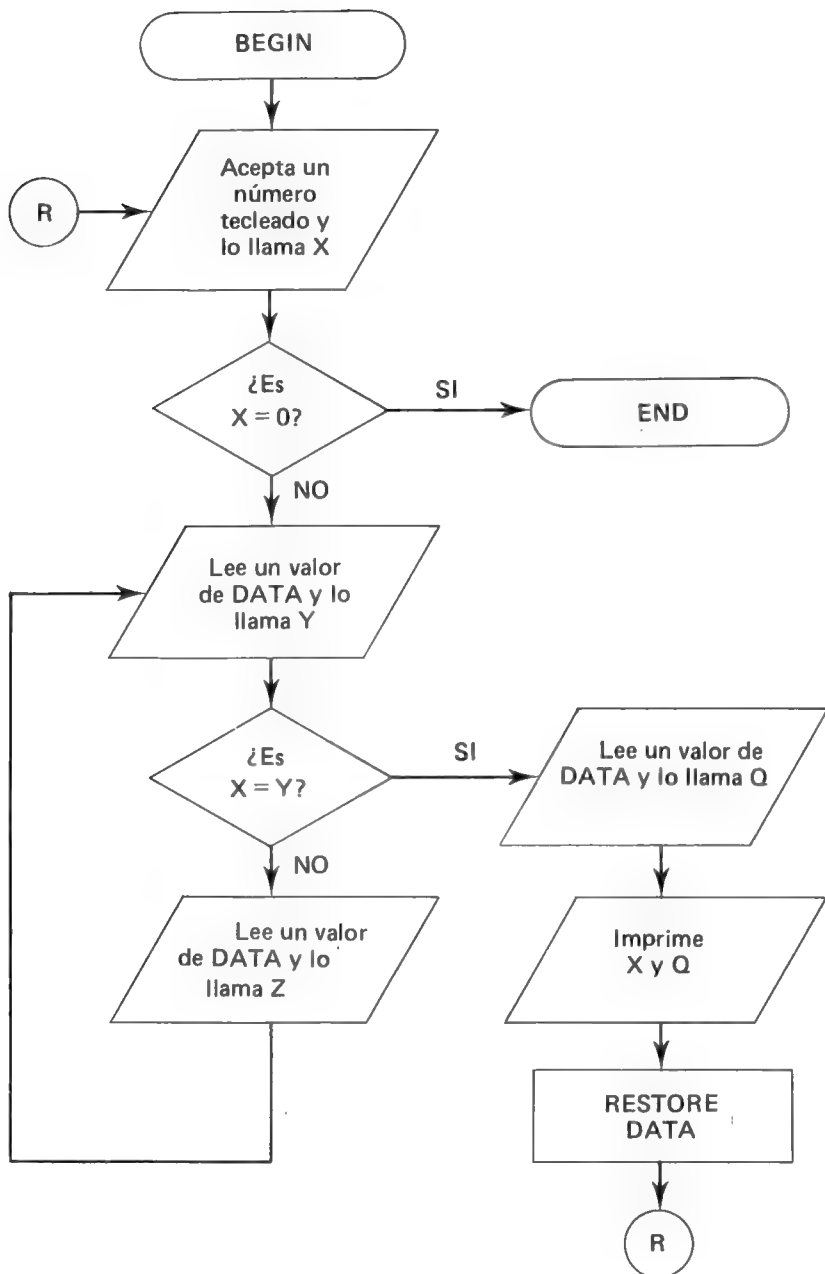 BEGIN
Acepta un
número
tecleado y
lo llama X
R
¿Es
X = 0?
SI
END
NO
Lee un valor
de DATA y lo
llama Y
¿Es
X = Y?
SI
Lee un valor de
DATA y lo llama Q
NO
Lee un valor
de DATA y lo
llama Z
Imprime
X y Q
RESTORE
DATA
R